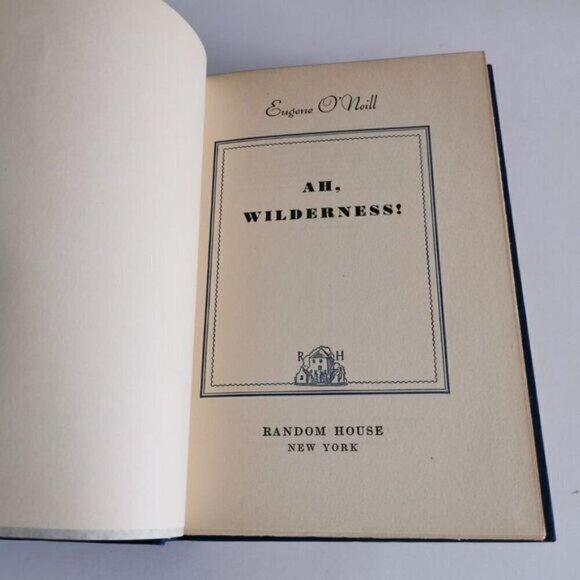 Eugene O'Neill
AH,
WILDERNESS!
R H
RANDOM HOUSE
NEW YORK